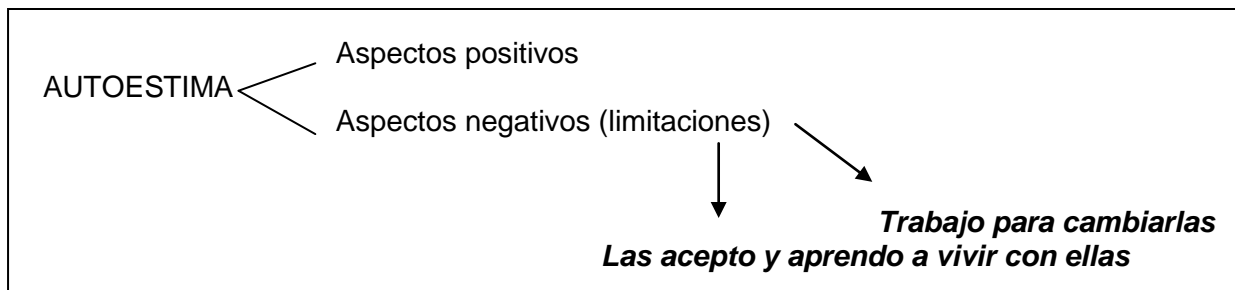 Aspectos positivos
AUTOESTIMA
Aspectos negativos (limitaciones)
Trabajo para cambiarlas
Las acepto y aprendo a vivir con ellas